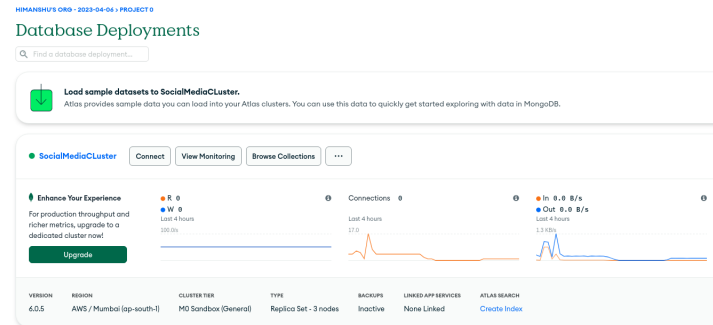 HIMANSHU'S ORG - 2023-04-06 > PROJECT 0
Database Deployments
Find a database deployment...
Load sample datasets to SocialMediaCLuster.
Atlas provides sample data you can load into your Atlas clusters. You can use this data to quickly get started exploring with data in MongoDB.
SocialMediaCLuster
Connect
View Monitoring
Browse Collections
...
Enhance Your Experience
For production throughput and
richer metrics, upgrade to a
dedicated cluster now!
Upgrade
R 0
W 0
Last 4 hours
100.0/s
Connections 0
Last 4 hours
17.0
In 0.0 B/s
Out 0.0 B/s
Last 4 hours
1.3 KB/s
VERSION REGION CLUSTER TIER TYPE BACKUPS LINKED APP SERVICES ATLAS SEARCH
6.0.5 AWS / Mumbai (ap-south-1) M0 Sandbox (General) Replica Set - 3 nodes Inactive None Linked Create Index